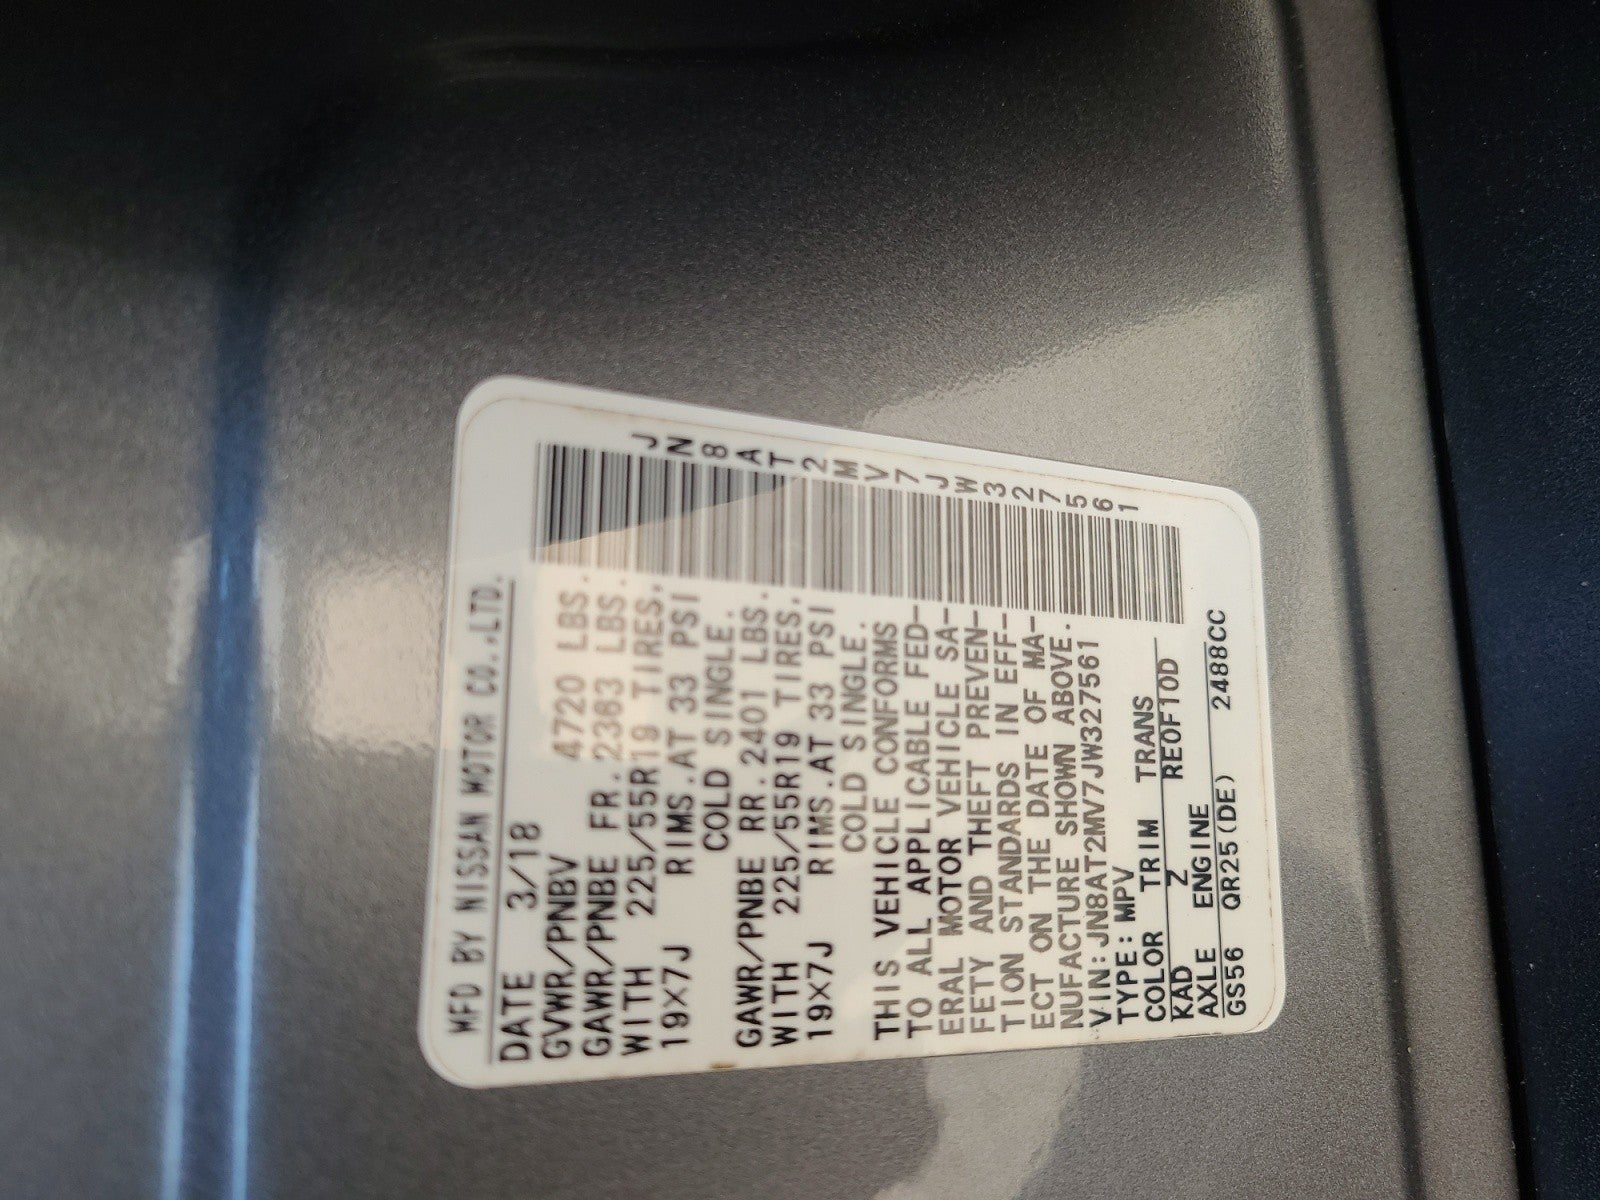 MFD BY NISSAN MOTOR CO.,LTD.
DATE 3/18
GVWR/PNBV 4720 LBS.
GAWR/PNBE FR. 2363 LBS.
WITH 225/55R19 TIRES,
19X7J RIMS.AT 33 PSI
COLD SINGLE.
GAWR/PNBE RR. 2401 LBS.
WITH 225/55R19 TIRES.
19X7J RIMS.AT 33 PSI
COLD SINGLE.
THIS VEHICLE CONFORMS
TO ALL APPLICABLE FED-
ERAL MOTOR VEHICLE SA-
FETY AND THEFT PREVEN-
TION STANDARDS IN EFF-
ECT ON THE DATE OF MA-
NUFACTURE SHOWN ABOVE.
VIN:JN8AT2MV7JW327561
TYPE:MPV
COLOR TRIM TRANS
KAD Z RE0F10D
AXLE ENGINE
GS56 QR25(DE) 2488CC
JN8AT2MV7JW327561